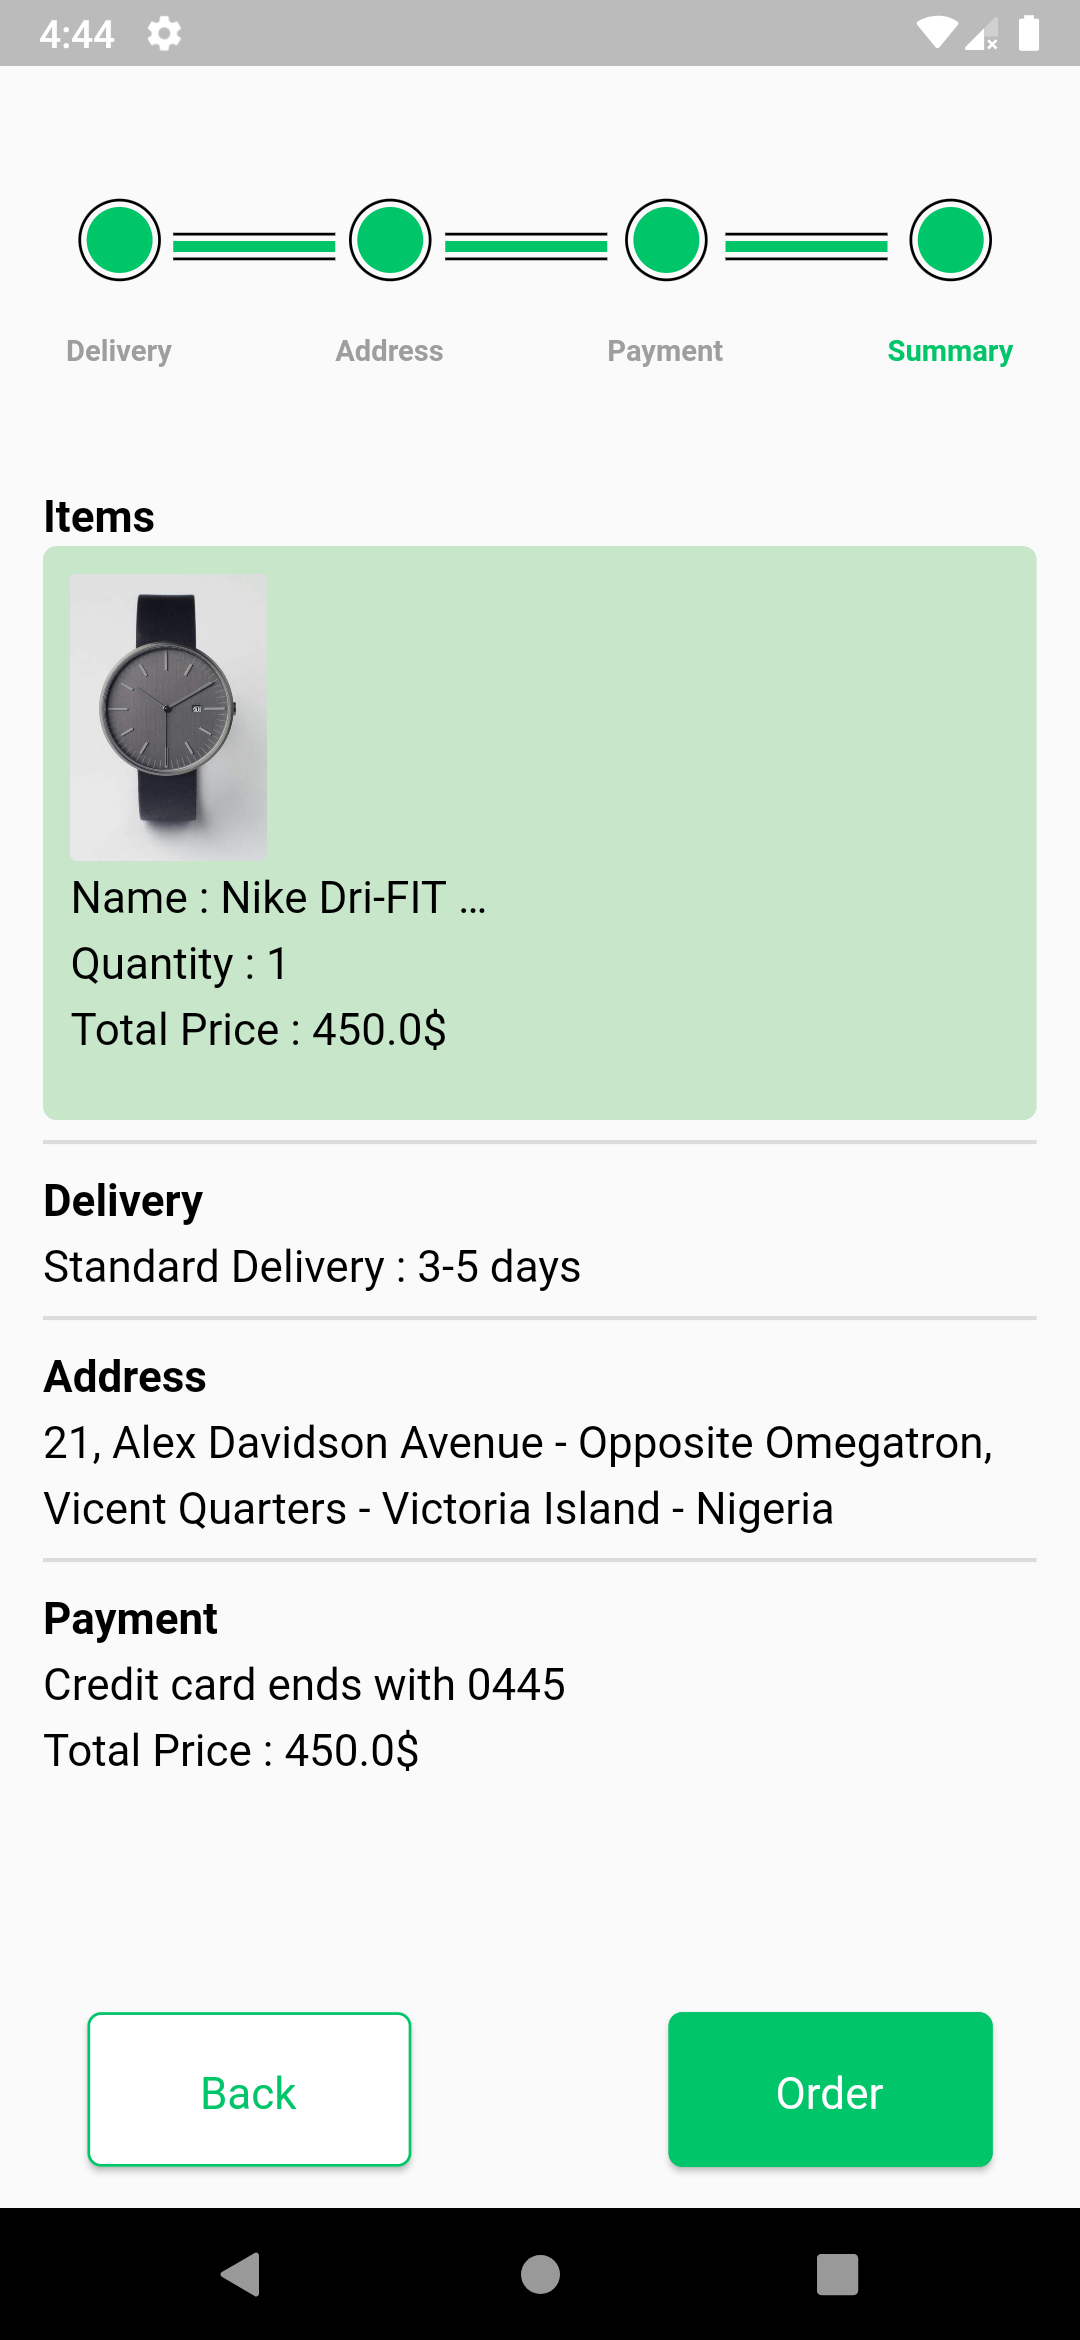 4:44
Delivery
Address
Payment
Summary
Items
Name : Nike Dri-FIT ...
Quantity : 1
Total Price : 450.0$
Delivery
Standard Delivery : 3-5 days
Address
21, Alex Davidson Avenue - Opposite Omegatron,
Vicent Quarters - Victoria Island - Nigeria
Payment
Credit card ends with 0445
Total Price : 450.0$
Back
Order